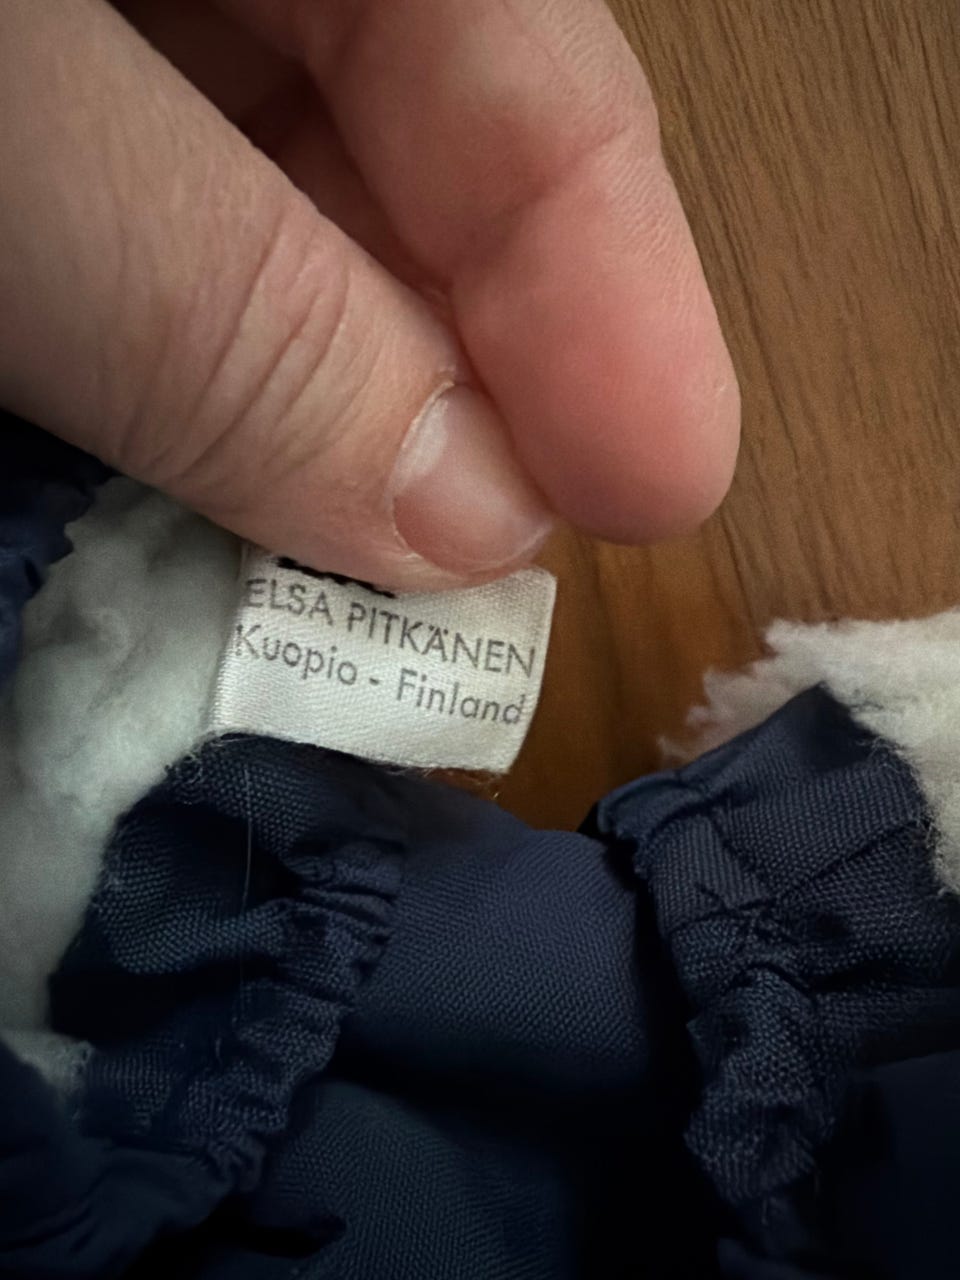 ELSA PITKÄNEN
Kuopio - Finland